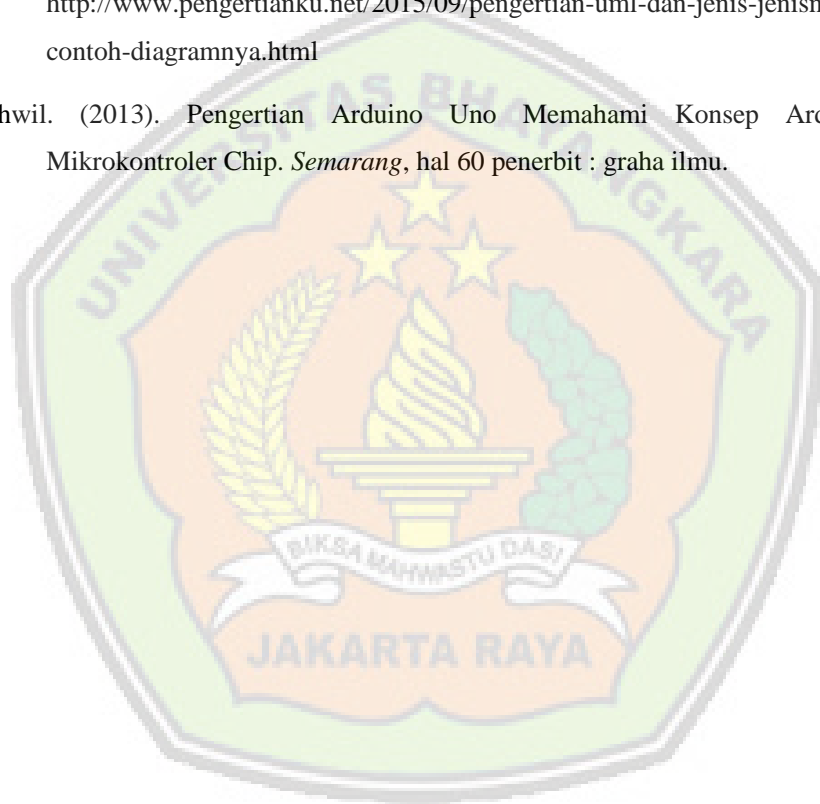 http://www.pengertianku.net/2015/09/pengertian-uml-dan-jenis-jenisn
contoh-diagramnya.html
hwil. (2013). Pengertian Arduino Uno Memahami Konsep Ard
Mikrokontroler Chip. Semarang, hal 60 penerbit : graha ilmu.
UNIVERSITAS BHAYANGKARA
BIKSA MAHWASTU DASI
JAKARTA RAYA